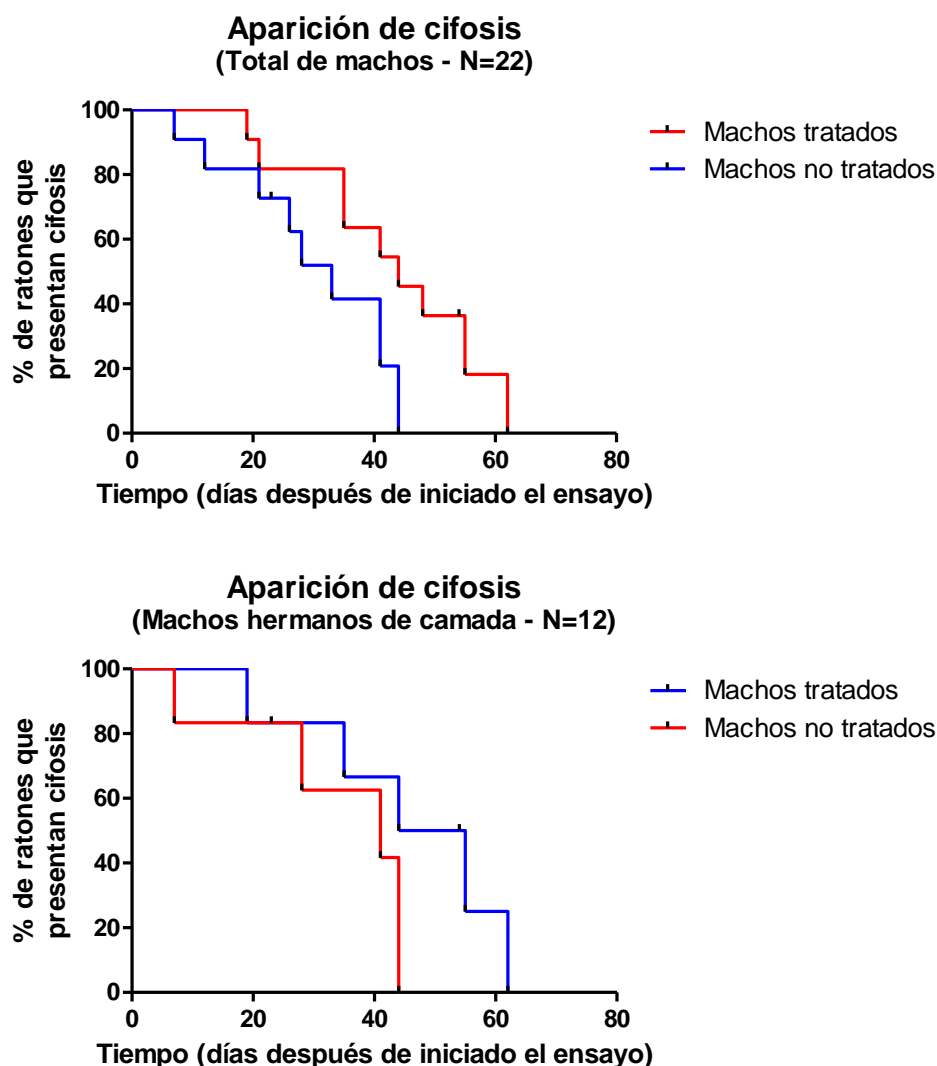 Aparición de cifosis
(Total de machos - N=22)
100
80
60
40
20
0
% de ratones que
presentan cifosis
0 20 40 60 80
Tiempo (días después de iniciado el ensayo)
Machos tratados
Machos no tratados
Aparición de cifosis
(Machos hermanos de camada - N=12)
100
80
60
40
20
0
% de ratones que
presentan cifosis
0 20 40 60 80
Tiempo (días después de iniciado el ensayo)
Machos tratados
Machos no tratados